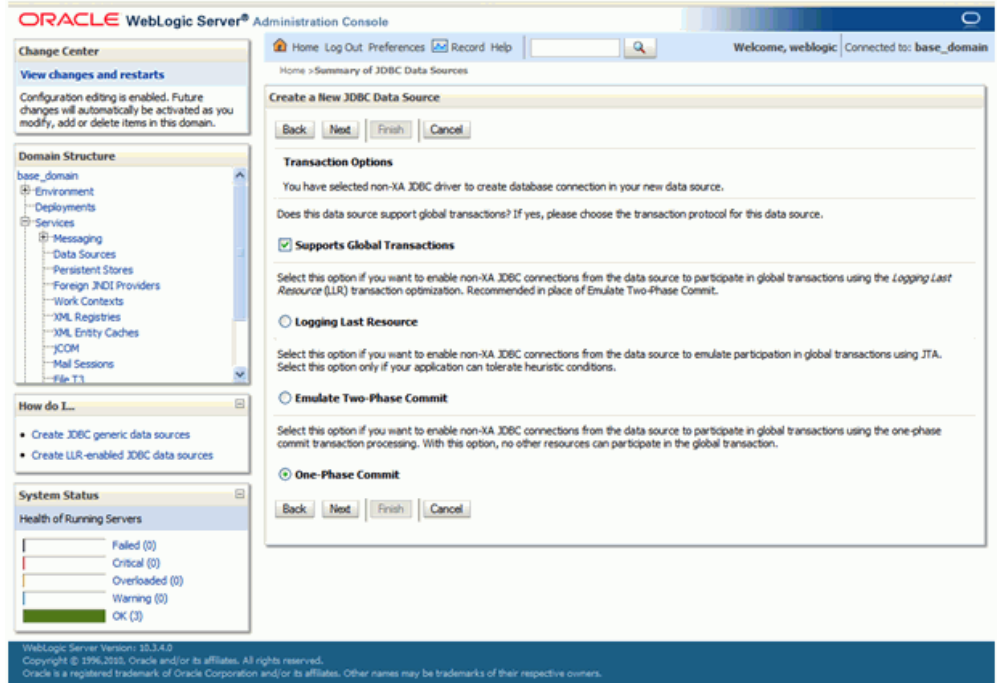 ORACLE WebLogic Server® Administration Console
Change Center
View changes and restarts
Configuration editing is enabled. Future
changes will automatically be activated as you
modify, add or delete items in this domain.
Domain Structure
base_domain
Environment
Deployments
Services
Messaging
Data Sources
Persistent Stores
Foreign JNDI Providers
Work Contexts
XML Registries
XML Entity Caches
jCOM
Mail Sessions
File T3
How do I...
Create JDBC generic data sources
Create LLR-enabled JDBC data sources
System Status
Health of Running Servers
Failed (0)
Critical (0)
Overloaded (0)
Warning (0)
OK (3)
Home Log Out Preferences Record Help
Welcome, weblogic Connected to: base_domain
Home >Summary of JDBC Data Sources
Create a New JDBC Data Source
Back Next Finish Cancel
Transaction Options
You have selected non-XA JDBC driver to create database connection in your new data source.
Does this data source support global transactions? If yes, please choose the transaction protocol for this data source.
Supports Global Transactions
Select this option if you want to enable non-XA JDBC connections from the data source to participate in global transactions using the Logging Last
Resource (LLR) transaction optimization. Recommended in place of Emulate Two-Phase Commit.
Logging Last Resource
Select this option if you want to enable non-XA JDBC connections from the data source to emulate participation in global transactions using JTA.
Select this option only if your application can tolerate heuristic conditions.
Emulate Two-Phase Commit
Select this option if you want to enable non-XA JDBC connections from the data source to participate in global transactions using the one-phase
commit transaction processing. With this option, no other resources can participate in the global transaction.
One-Phase Commit
Back Next Finish Cancel
WebLogic Server Version: 10.3.4.0
Copyright © 1996,2010, Oracle and/or its affiliates. All rights reserved.
Oracle is a registered trademark of Oracle Corporation and/or its affiliates. Other names may be trademarks of their respective owners.